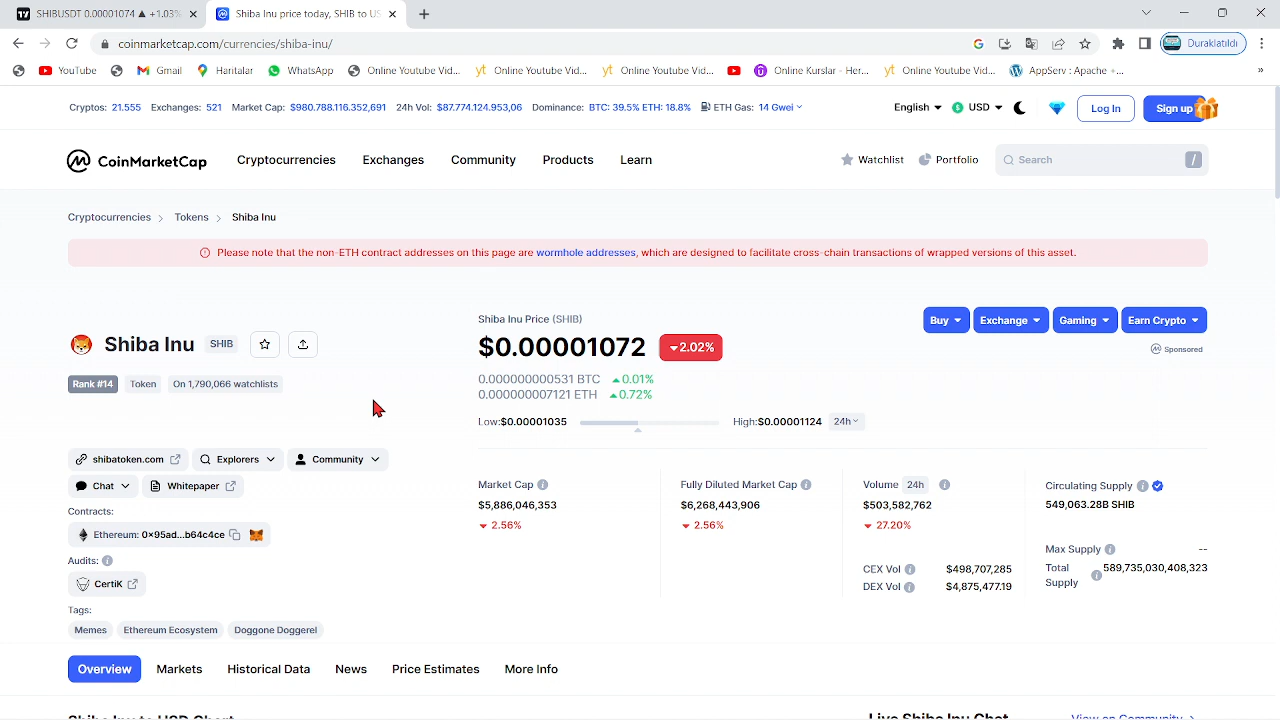 SHIBUSDT 0.00001074 ▲ +1.03%
Shiba Inu price today, SHIB to US
coinmarketcap.com/currencies/shiba-inu/
Duraklatıldı
YouTube Gmail Haritalar WhatsApp Online Youtube Vid... Online Youtube Vid... Online Youtube Vid... Online Kurslar - Her... Online Youtube Vid... AppServ : Apache +... »
Cryptos: 21.555 Exchanges: 521 Market Cap: $980.788.116.352,691 24h Vol: $87.774.124.953,06 Dominance: BTC: 39.5% ETH: 18.8% ETH Gas: 14 Gwei
English USD Log In Sign up
CoinMarketCap Cryptocurrencies Exchanges Community Products Learn Watchlist Portfolio Search /
Cryptocurrencies > Tokens > Shiba Inu
Please note that the non-ETH contract addresses on this page are wormhole addresses, which are designed to facilitate cross-chain transactions of wrapped versions of this asset.
Shiba Inu SHIB
Rank #14 Token On 1,790,066 watchlists
Shiba Inu Price (SHIB)
$0.00001072 2.02%
0.000000000531 BTC 0.01%
0.000000007121 ETH 0.72%
Low:$0.00001035 High:$0.00001124 24h
Buy Exchange Gaming Earn Crypto
Sponsored
shibatoken.com Explorers Community
Chat Whitepaper
Contracts:
Ethereum: 0x95ad...b64c4ce
Audits:
CertiK
Tags:
Memes Ethereum Ecosystem Doggone Doggerel
Market Cap
$5,886,046,353
2.56%
Fully Diluted Market Cap
$6,268,443,906
2.56%
Volume 24h
$503,582,762
27.20%
CEX Vol $498,707,285
DEX Vol $4,875,477.19
Circulating Supply
549,063.28B SHIB
Max Supply --
Total Supply 589,735,030,408,323
Overview Markets Historical Data News Price Estimates More Info
Shiba Inu to USD Chart
Live Shiba Inu Chat View on Community >